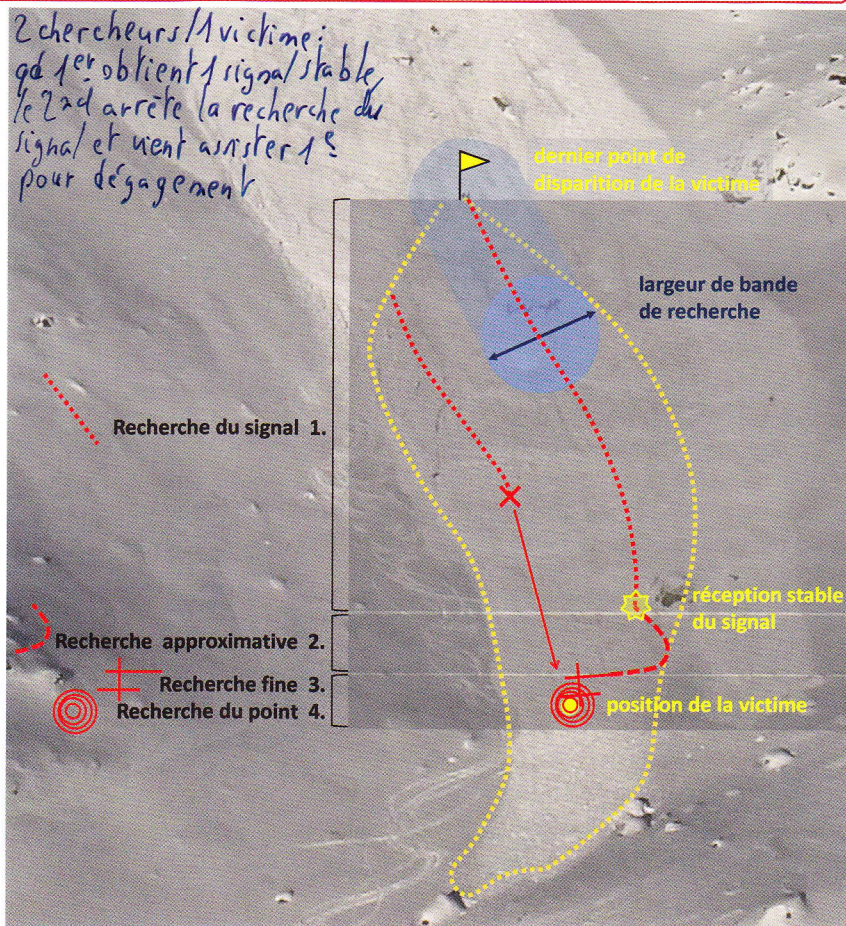 2 chercheurs/1 victime :
qd 1er obtient 1 signal stable,
le 2nd arrête la recherche du
signal et vient assister 1e
pour dégagement
dernier point de
disparition de la victime
largeur de bande
de recherche
Recherche du signal 1.
réception stable
du signal
Recherche approximative 2.
Recherche fine 3.
Recherche du point 4.
position de la victime